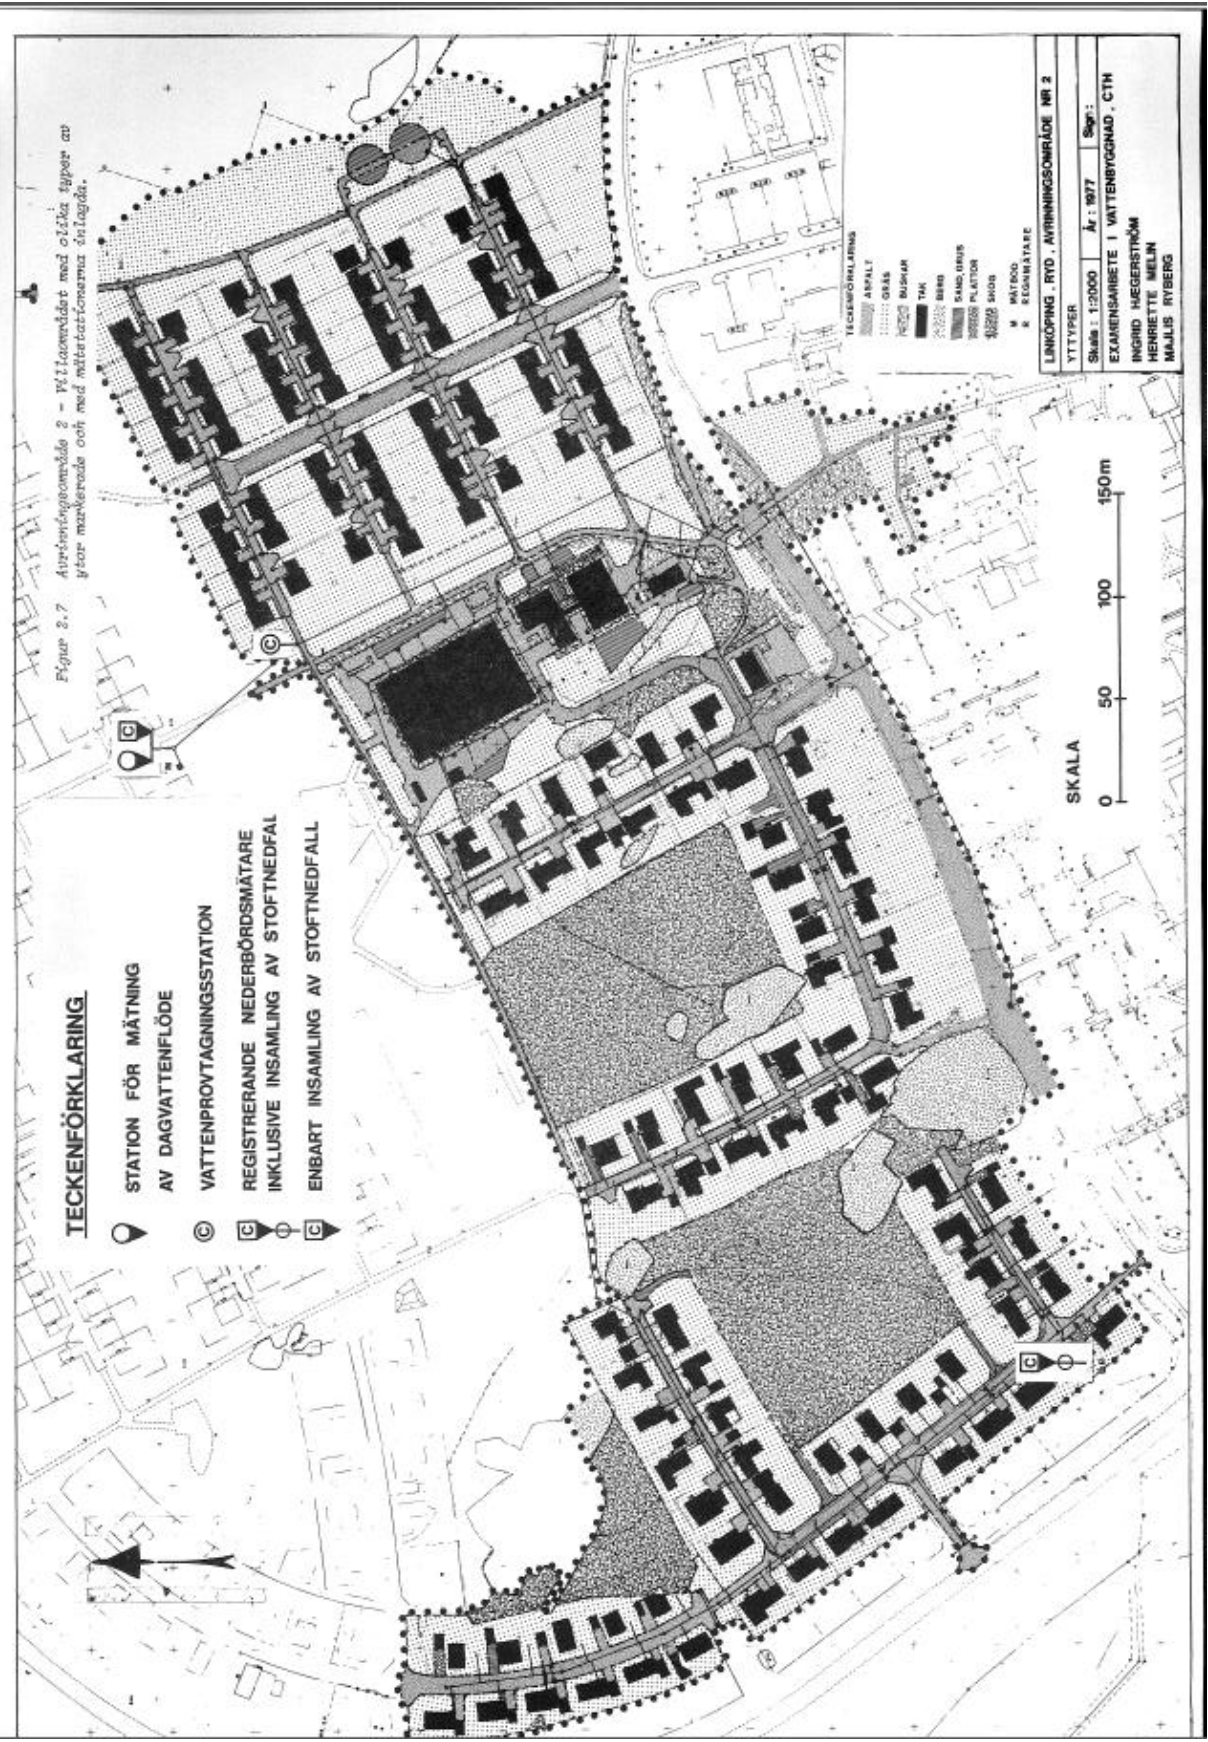 Figur 2.7 Avrinningsområde 2 - Villaområdet med olika typer av
ytor markerade och med mätstationerna inlagda.
TECKENFÖRKLARING
STATION FÖR MÄTNING
AV DAGVATTENFLÖDE
C VATTENPROVTAGNINGSSTATION
C REGISTRERANDE NEDERBÖRDSMÄTARE
INKLUSIVE INSAMLING AV STOFTNEDFAL
C ENBART INSAMLING AV STOFTNEDFALL
C
C
M
C
SKALA
0 50 100 150m
TECKENFÖRKLARING
ASFALT
GRÄS
BUSKAR
TAK
BERG
SAND, GRUS
PLATTOR
SKOG
M MÄTBOD
R REGNMÄTARE
LINKÖPING, RYD, AVRINNINGSOMRÅDE NR 2
YTTYPER
Skala: 1:2000 År: 1977 Sign:
EXAMENSARBETE I VATTENBYGGNAD, CTH
INGRID HÆGERSTRÖM
HENRIETTE MELIN
MAJLIS RYBERG